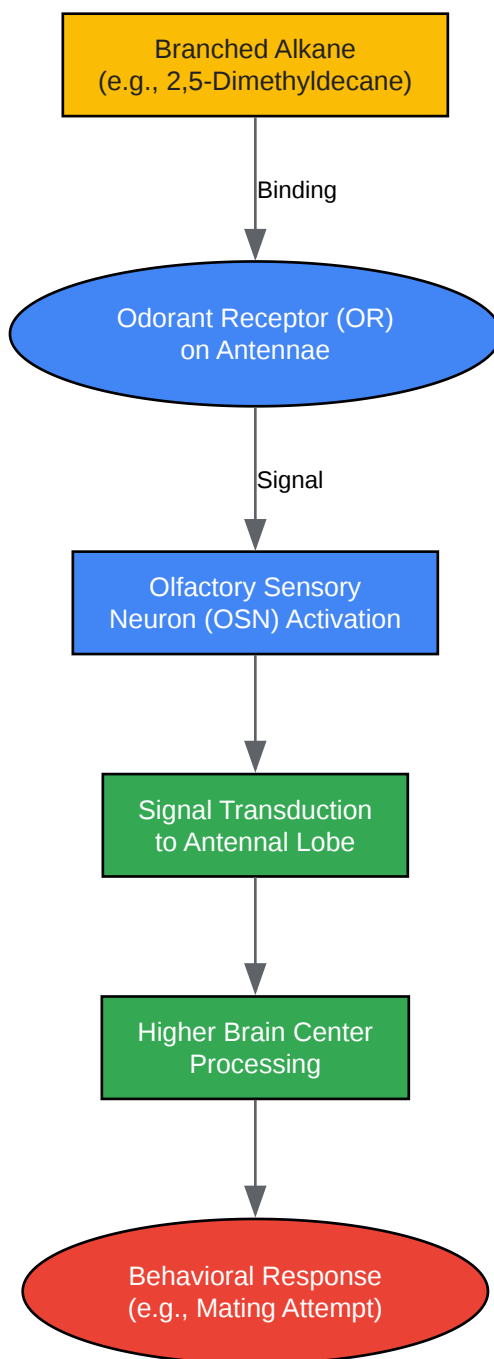 Branched Alkane
(e.g., 2,5-Dimethyldecane)
Binding
Odorant Receptor (OR)
on Antennae
Signal
Olfactory Sensory
Neuron (OSN) Activation
Signal Transduction
to Antennal Lobe
Higher Brain Center
Processing
Behavioral Response
(e.g., Mating Attempt)